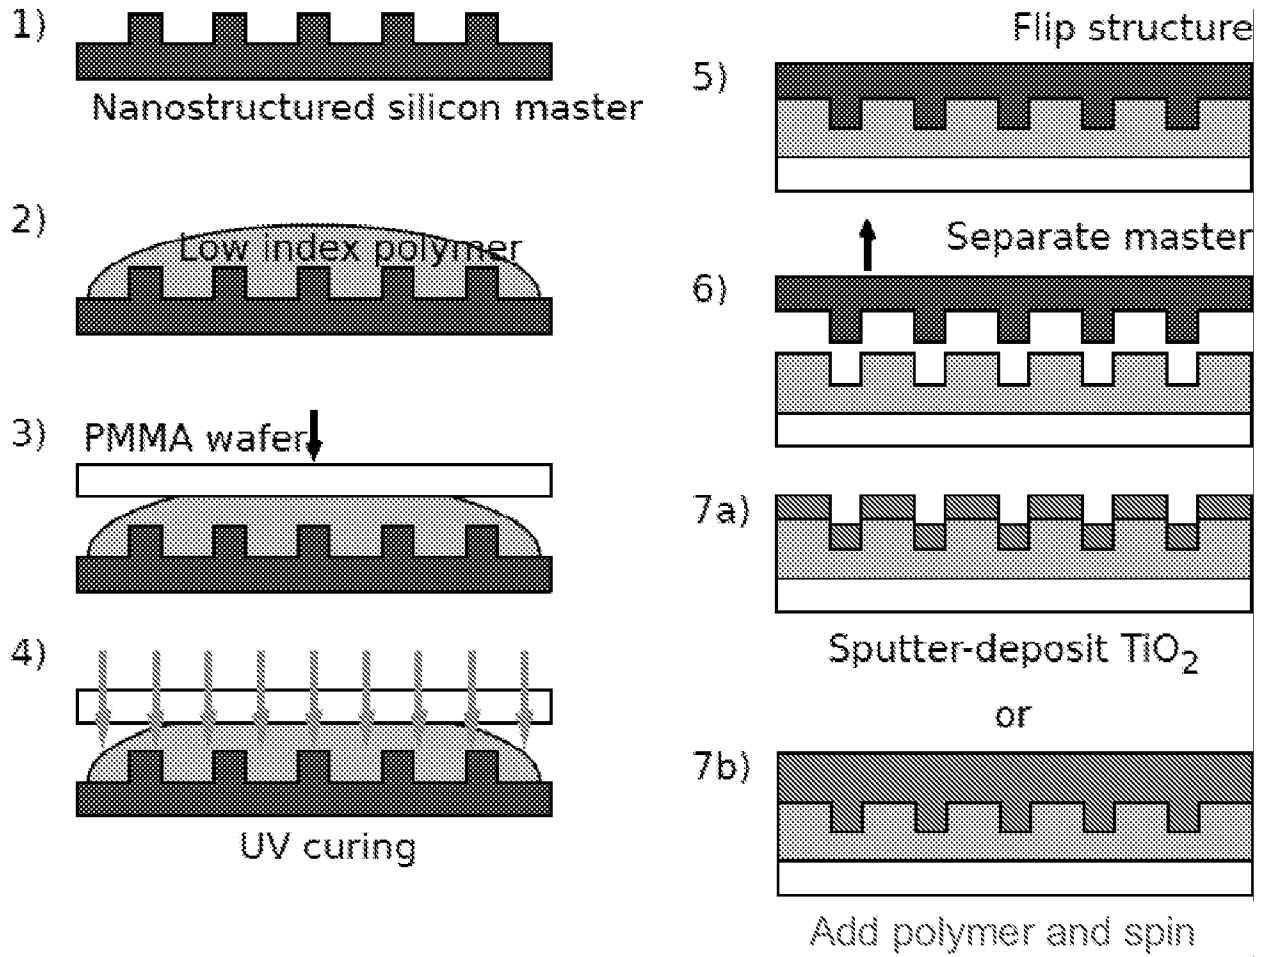 1)
Nanostructured silicon master
2)
Low index polymer
3)
PMMA wafer
4)
UV curing
Flip structure
5)
Separate master
6)
7a)
Sputter-deposit TiO₂
or
7b)
Add polymer and spin